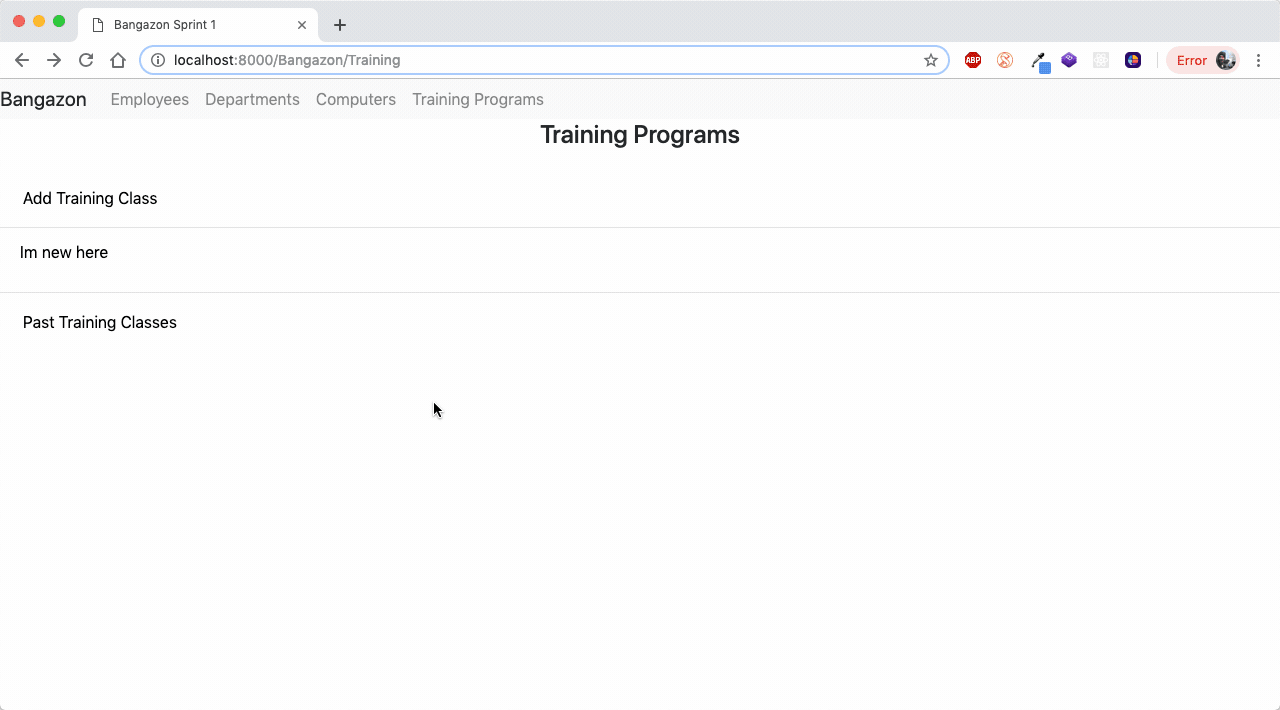 Bangazon Sprint 1
localhost:8000/Bangazon/Training
ABP
Error
Bangazon Employees Departments Computers Training Programs
Training Programs
Add Training Class
Im new here
Past Training Classes